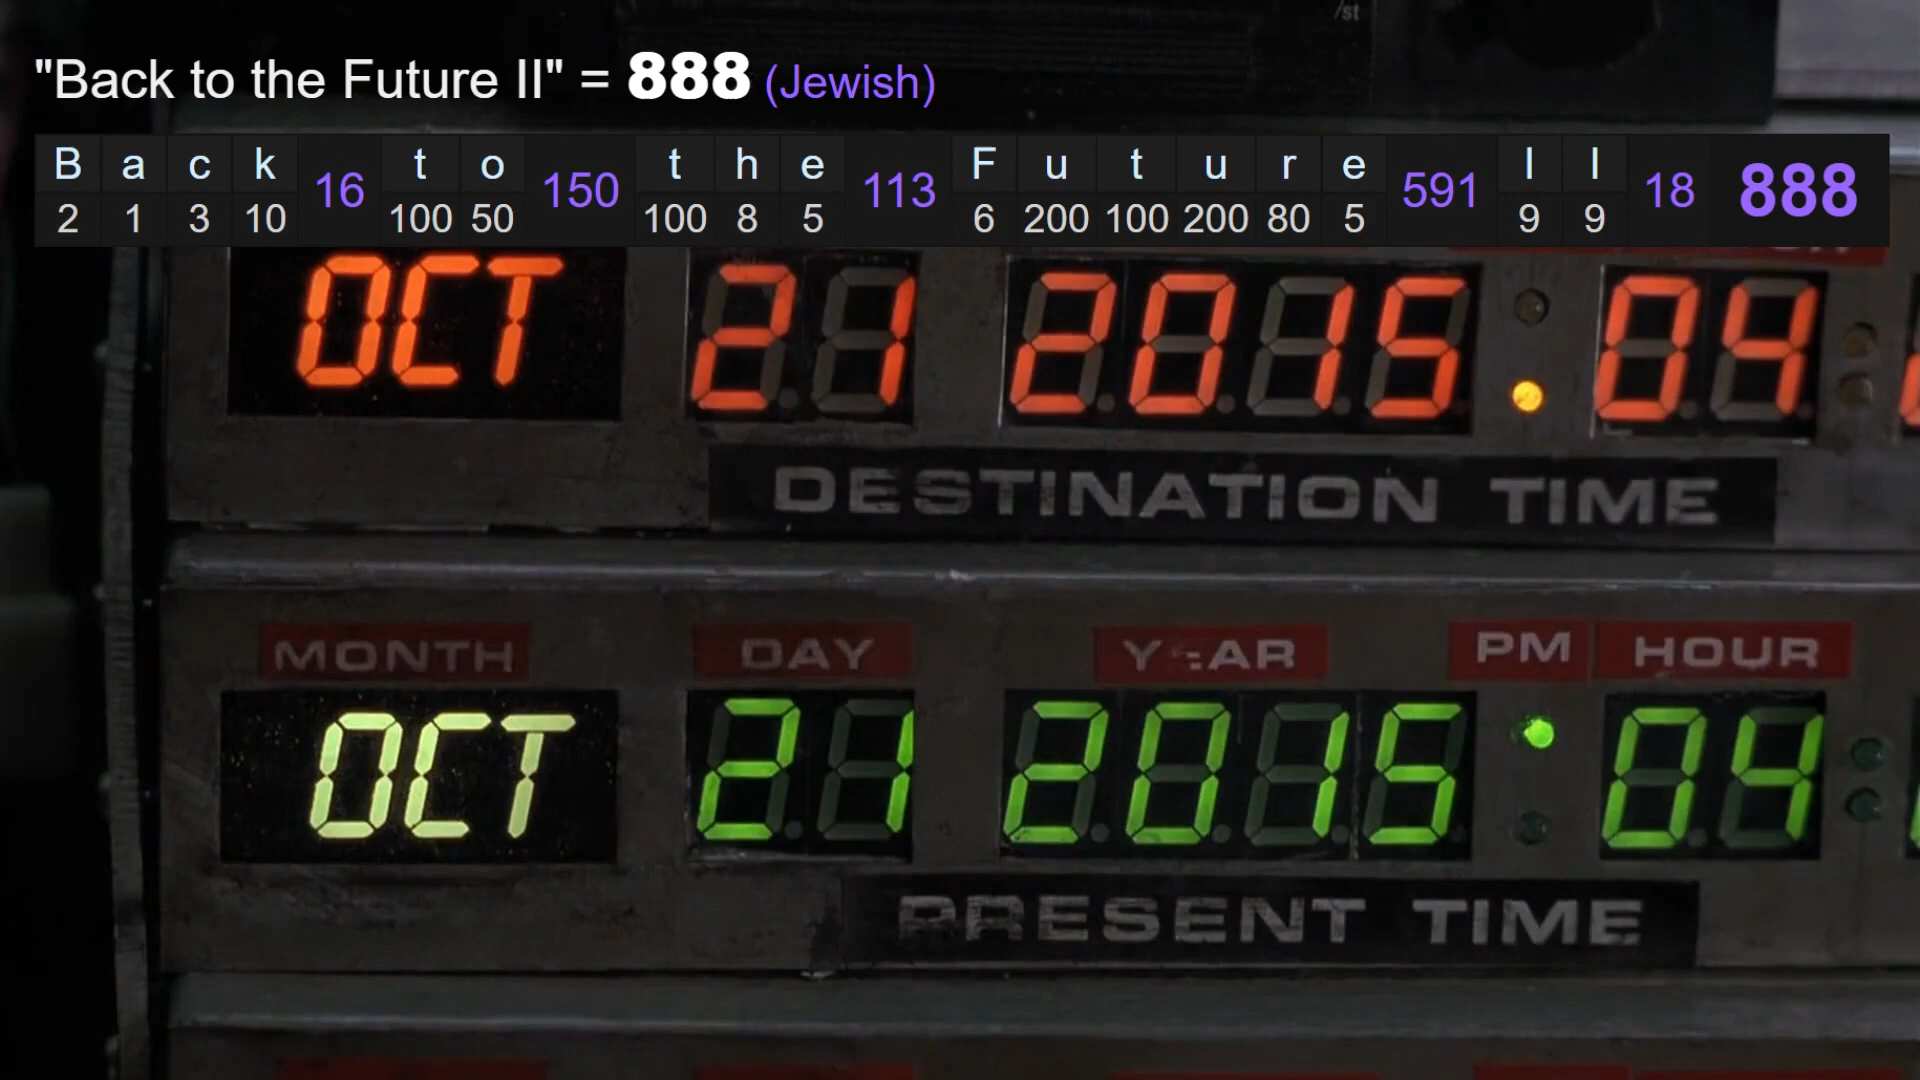 /st
"Back to the Future II" = 888 (Jewish)
B a c k 16 t o 150 t h e 113 F u t u r e 591 I I 18 888
2 1 3 10 100 50 100 8 5 6 200 100 200 80 5 9 9
OCT 21 2015 04
DESTINATION TIME
MONTH DAY YEAR PM HOUR
OCT 21 2015 04
PRESENT TIME